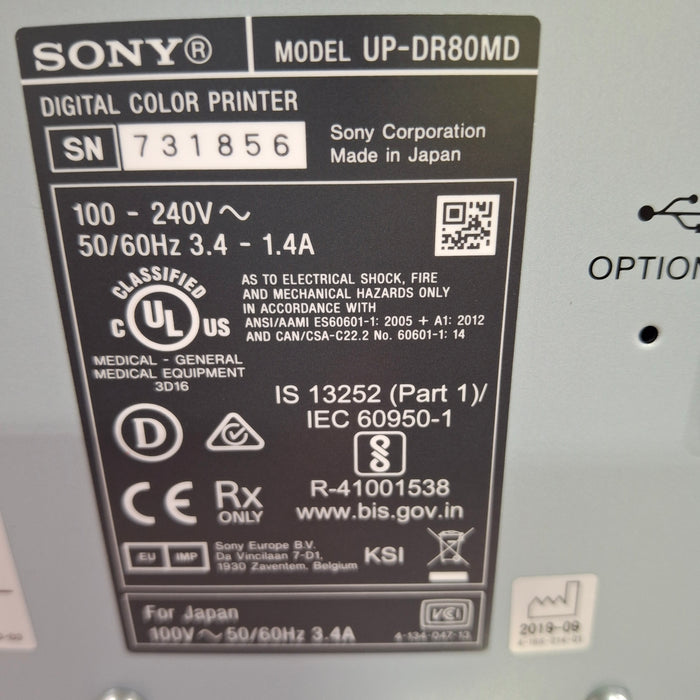 SONY®
MODEL UP-DR80MD
DIGITAL COLOR PRINTER
SN 731856
Sony Corporation
Made in Japan
100 - 240V ~
50/60Hz 3.4 - 1.4A
CLASSIFIED
C UL US
AS TO ELECTRICAL SHOCK, FIRE
AND MECHANICAL HAZARDS ONLY
IN ACCORDANCE WITH
ANSI/AAMI ES60601-1: 2005 + A1: 2012
AND CAN/CSA-C22.2 No. 60601-1: 14
MEDICAL - GENERAL
MEDICAL EQUIPMENT
3D16
IS 13252 (Part 1)/
IEC 60950-1
D
R-41001538
www.bis.gov.in
CE
Rx
ONLY
EU IMP
Sony Europe B.V.
Da Vincilaan 7-D1,
1930 Zaventem, Belgium
KSI
For Japan
100V ~ 50/60Hz 3.4A
VCI
4-134-047-13
OPTION
2019-09